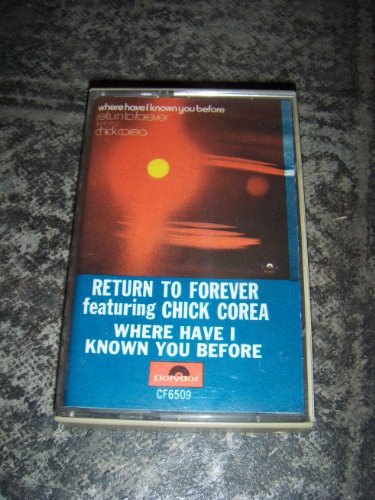 where have I known you before
return to forever
chick corea
RETURN TO FOREVER
featuring CHICK COREA
WHERE HAVE I
KNOWN YOU BEFORE
polydor
CF6509